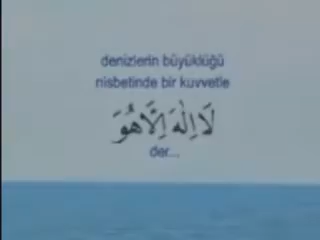 denizlerin büyüklüğü
nisbetinde bir kuvvetle
لَا اِلٰهَ اِلَّا هُوَ
der...